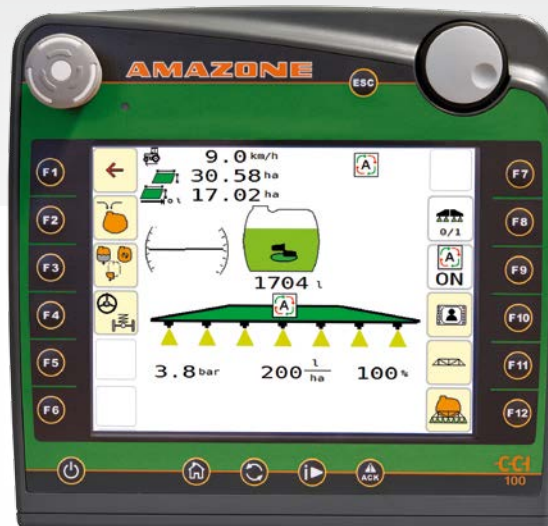 AMAZONE
ESC
F1
F2
F3
F4
F5
F6
9.0 km/h
30.58 ha
17.02 ha
0 l
A
1704 l
A
3.8 bar
200 l/ha
100 %
0/1
A
ON
F7
F8
F9
F10
F11
F12
i
ACK
CCI
100